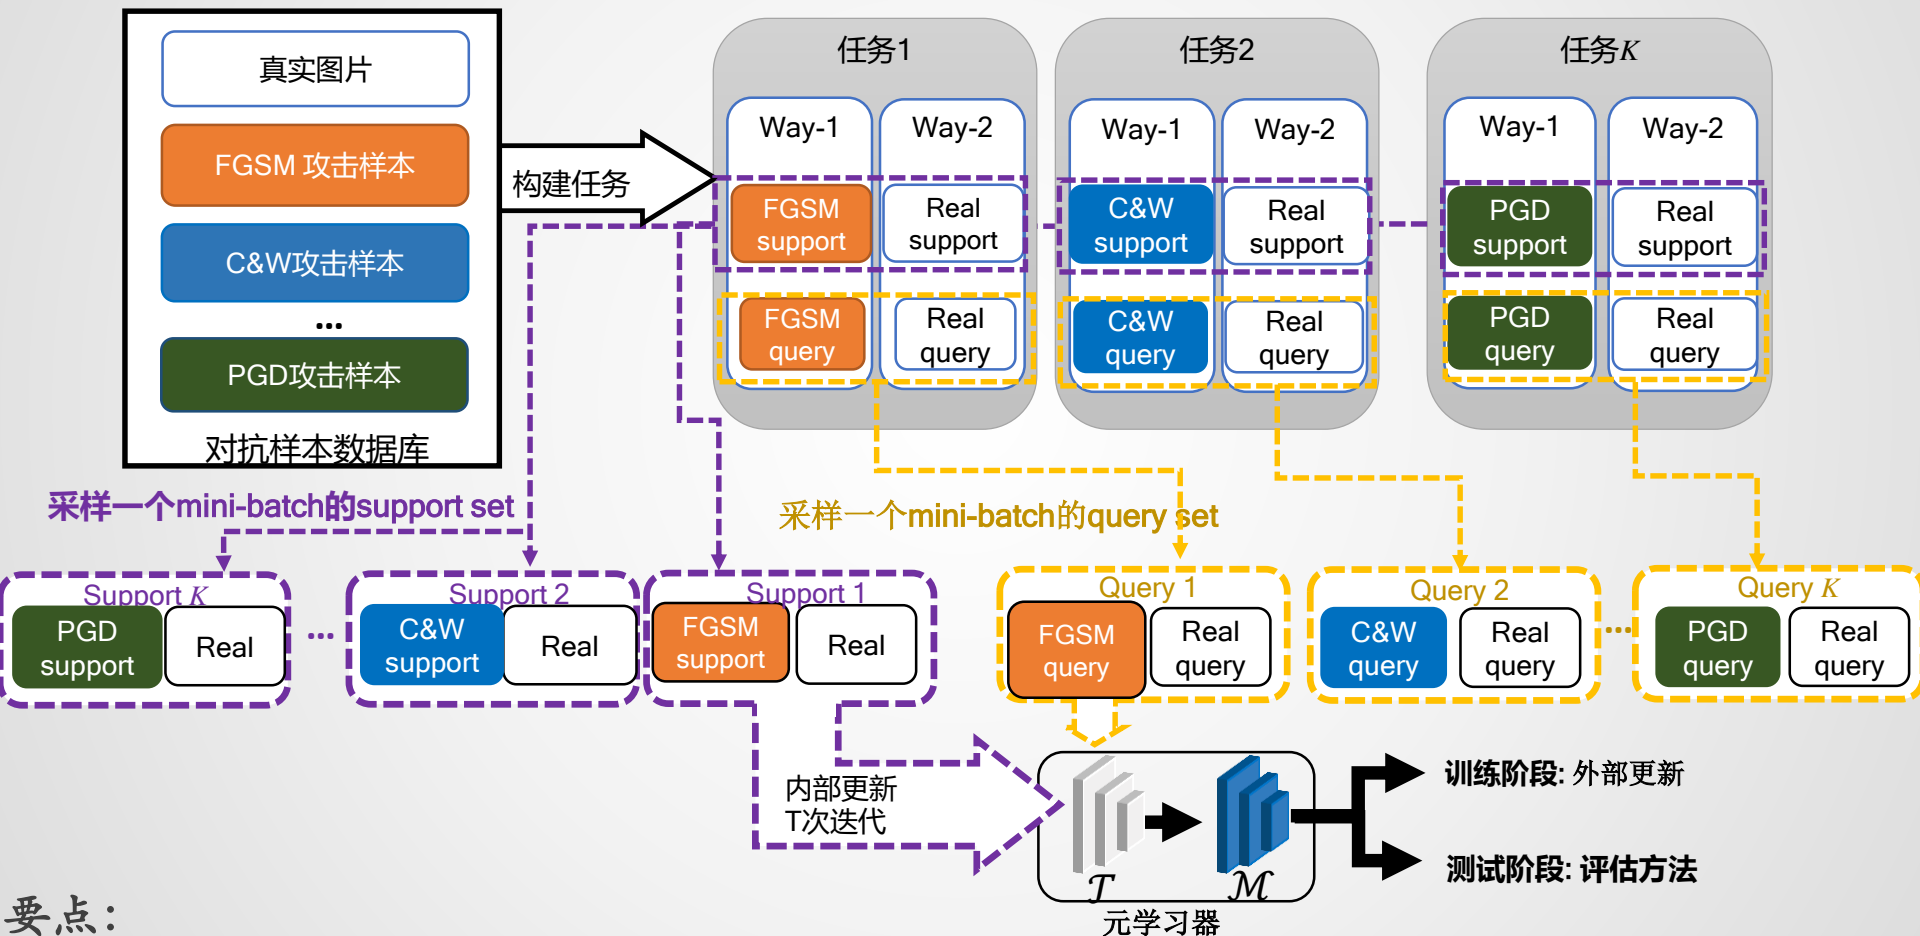 真实图片
FGSM 攻击样本
C&W攻击样本
...
PGD攻击样本
对抗样本数据库
构建任务
任务1
Way-1
Way-2
FGSM
support
Real
support
FGSM
query
Real
query
任务2
Way-1
Way-2
C&W
support
Real
support
C&W
query
Real
query
任务K
Way-1
Way-2
PGD
support
Real
support
PGD
query
Real
query
采样一个mini-batch的support set
采样一个mini-batch的query set
Support K
PGD
support
Real
...
Support 2
C&W
support
Real
Support 1
FGSM
support
Real
Query 1
FGSM
query
Real
query
Query 2
C&W
query
Real
query
...
Query K
PGD
query
Real
query
内部更新
T次迭代
𝒯
ℳ
元学习器
训练阶段: 外部更新
测试阶段: 评估方法
要点：